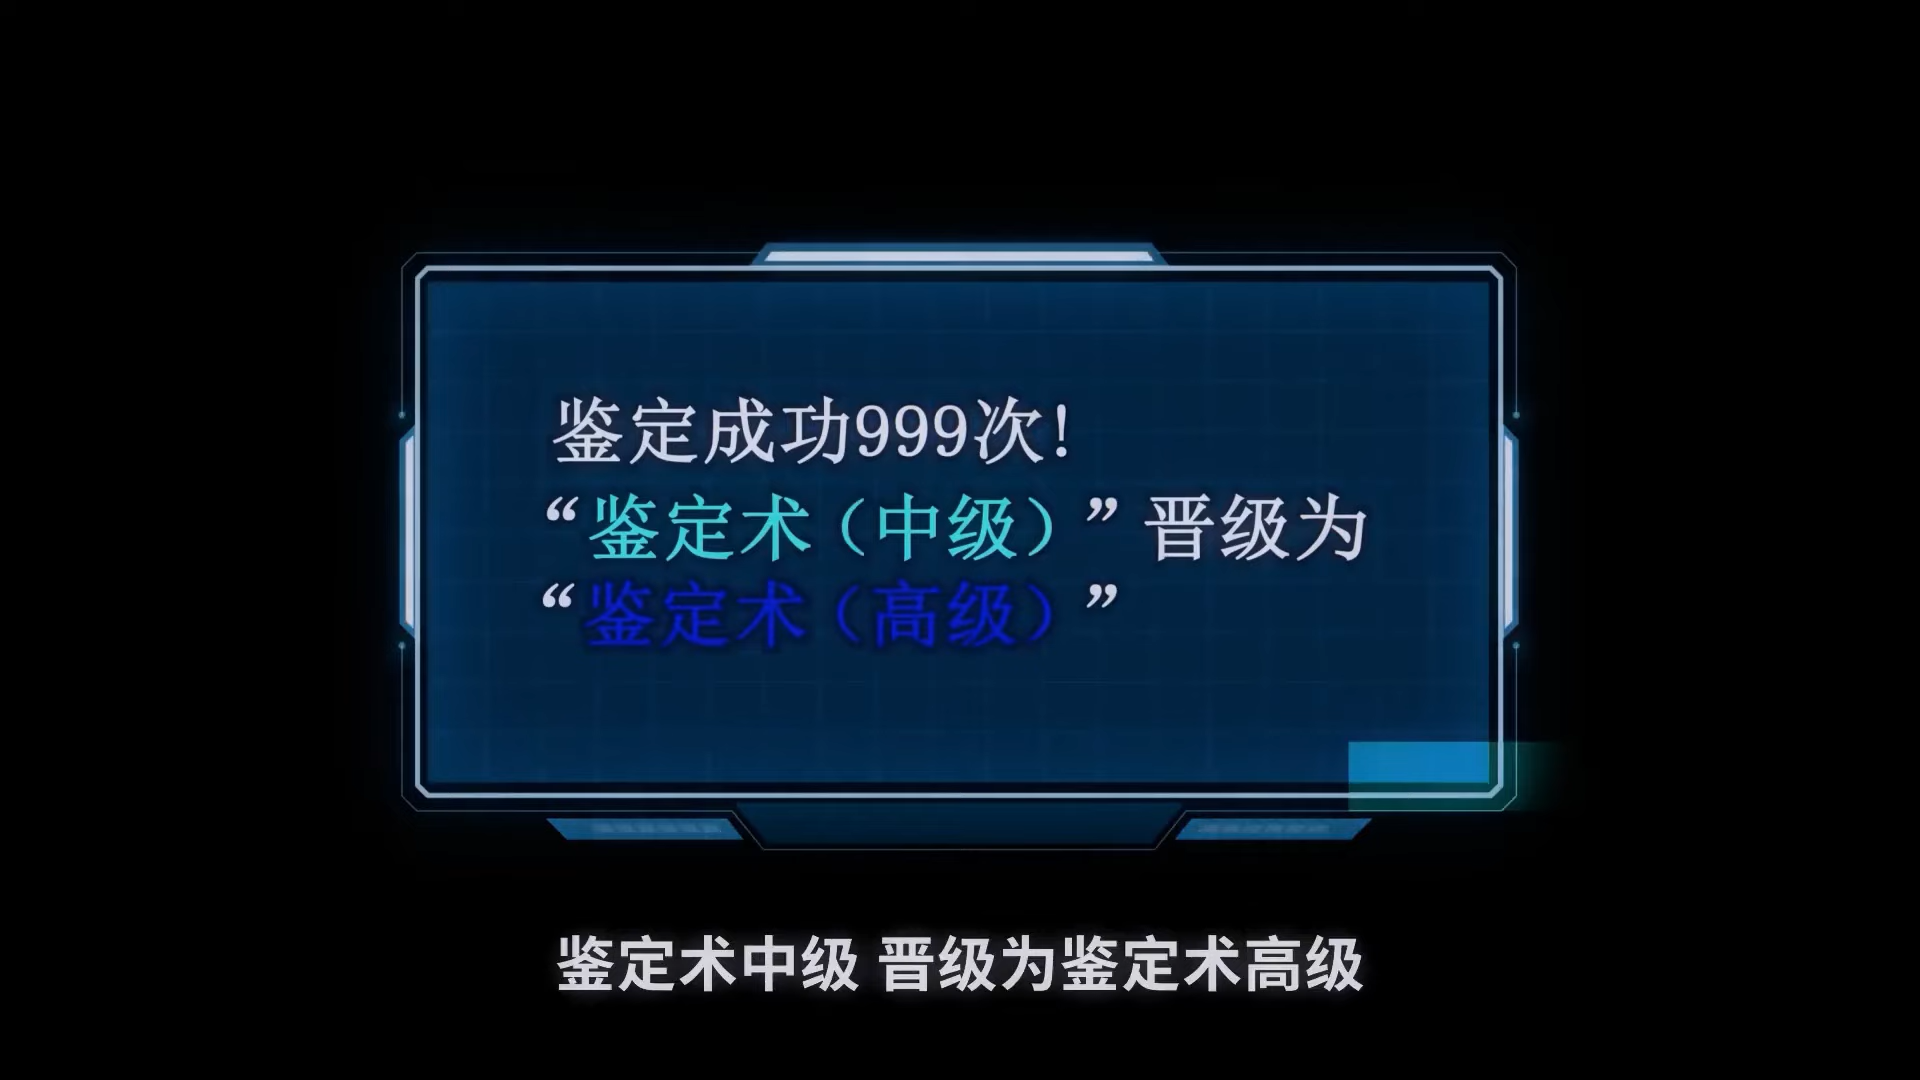 鉴定成功999次!
“鉴定术（中级）”晋级为
“鉴定术（高级）”
鉴定术中级 晋级为鉴定术高级